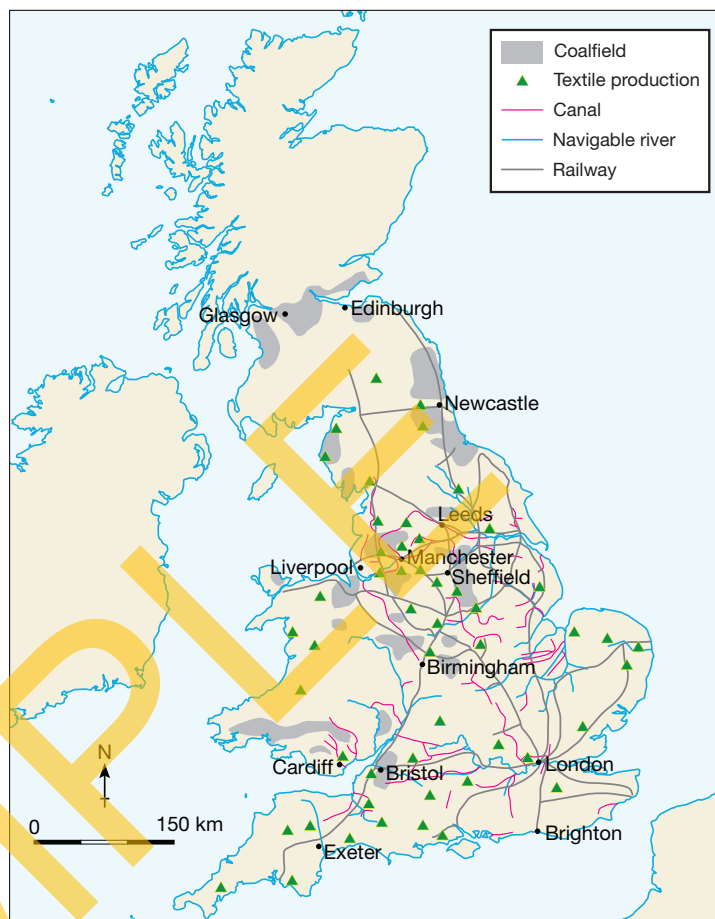 Coalfield
Textile production
Canal
Navigable river
Railway
Glasgow
Edinburgh
Newcastle
Leeds
Manchester
Liverpool
Sheffield
Birmingham
Cardiff
Bristol
London
Brighton
Exeter
N
0 150 km
PLE